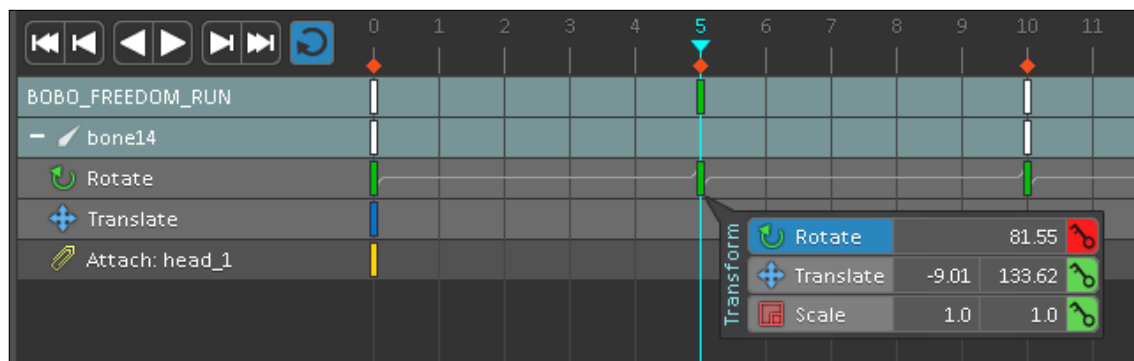 0 1 2 3 4 5 6 7 8 9 10 11
BOBO_FREEDOM_RUN
bone14
Rotate
Translate
Attach: head_1
Transform
Rotate 81.55
Translate -9.01 133.62
Scale 1.0 1.0